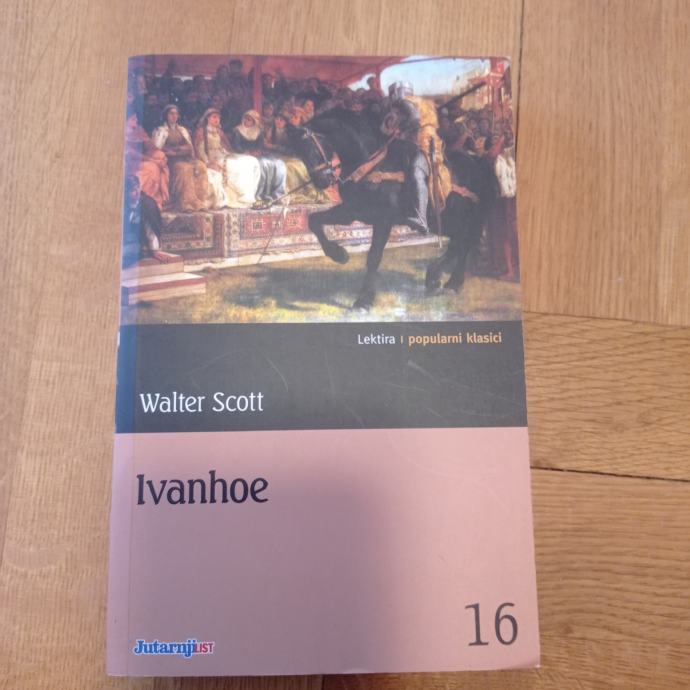 Lektira | popularni klasici
Walter Scott
Ivanhoe
16
JutarnjiLIST